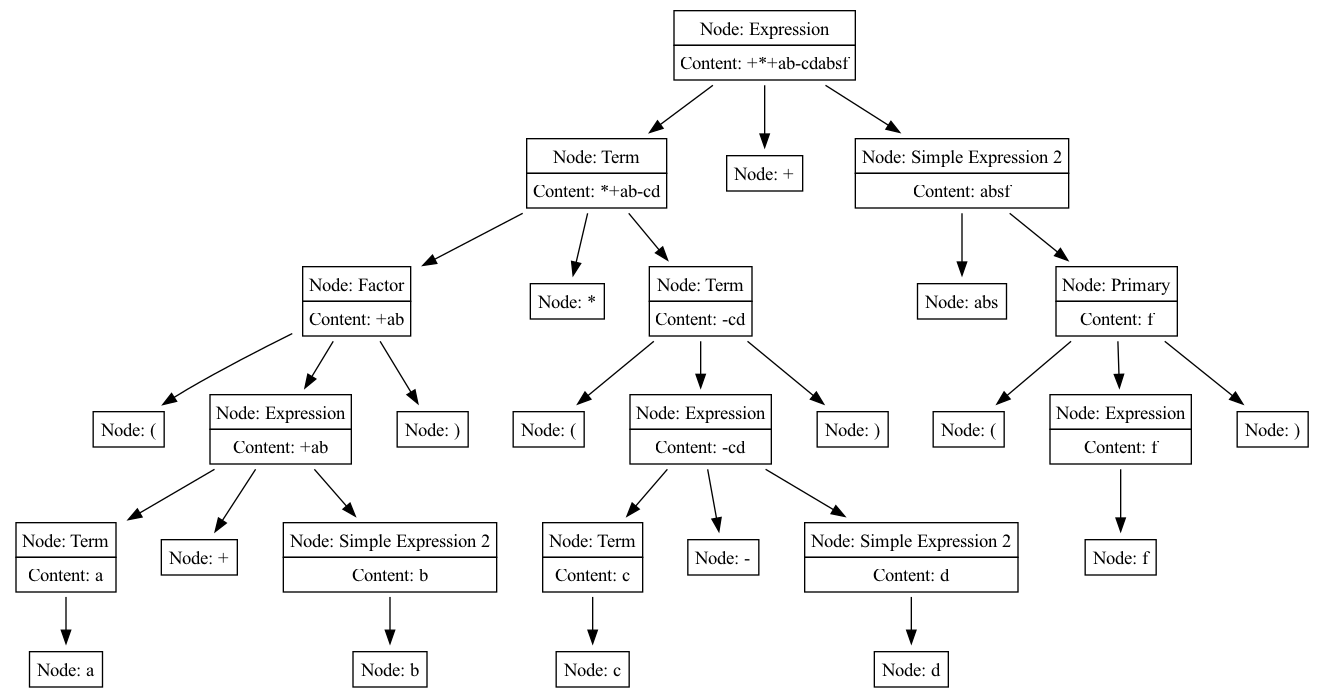 Node: Expression
Content: +*+ab-cdabsf
Node: Term
Content: *+ab-cd
Node: +
Node: Simple Expression 2
Content: absf
Node: Factor
Content: +ab
Node: *
Node: Term
Content: -cd
Node: abs
Node: Primary
Content: f
Node: (
Node: Expression
Content: +ab
Node: )
Node: (
Node: Expression
Content: -cd
Node: )
Node: (
Node: Expression
Content: f
Node: )
Node: Term
Content: a
Node: +
Node: Simple Expression 2
Content: b
Node: Term
Content: c
Node: -
Node: Simple Expression 2
Content: d
Node: f
Node: a
Node: b
Node: c
Node: d